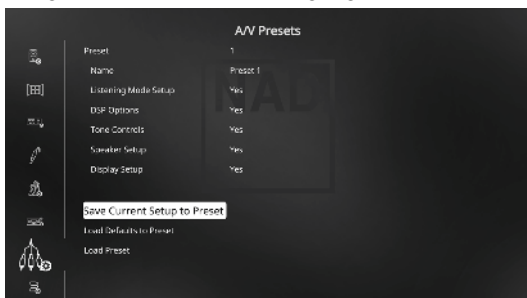 A/V Presets
Preset 1
Name Preset 1
Listening Mode Setup Yes
DSP Options Yes
Tone Controls Yes
Speaker Setup Yes
Display Setup Yes
NAD
Save Current Setup to Preset
Load Defaults to Preset
Load Preset